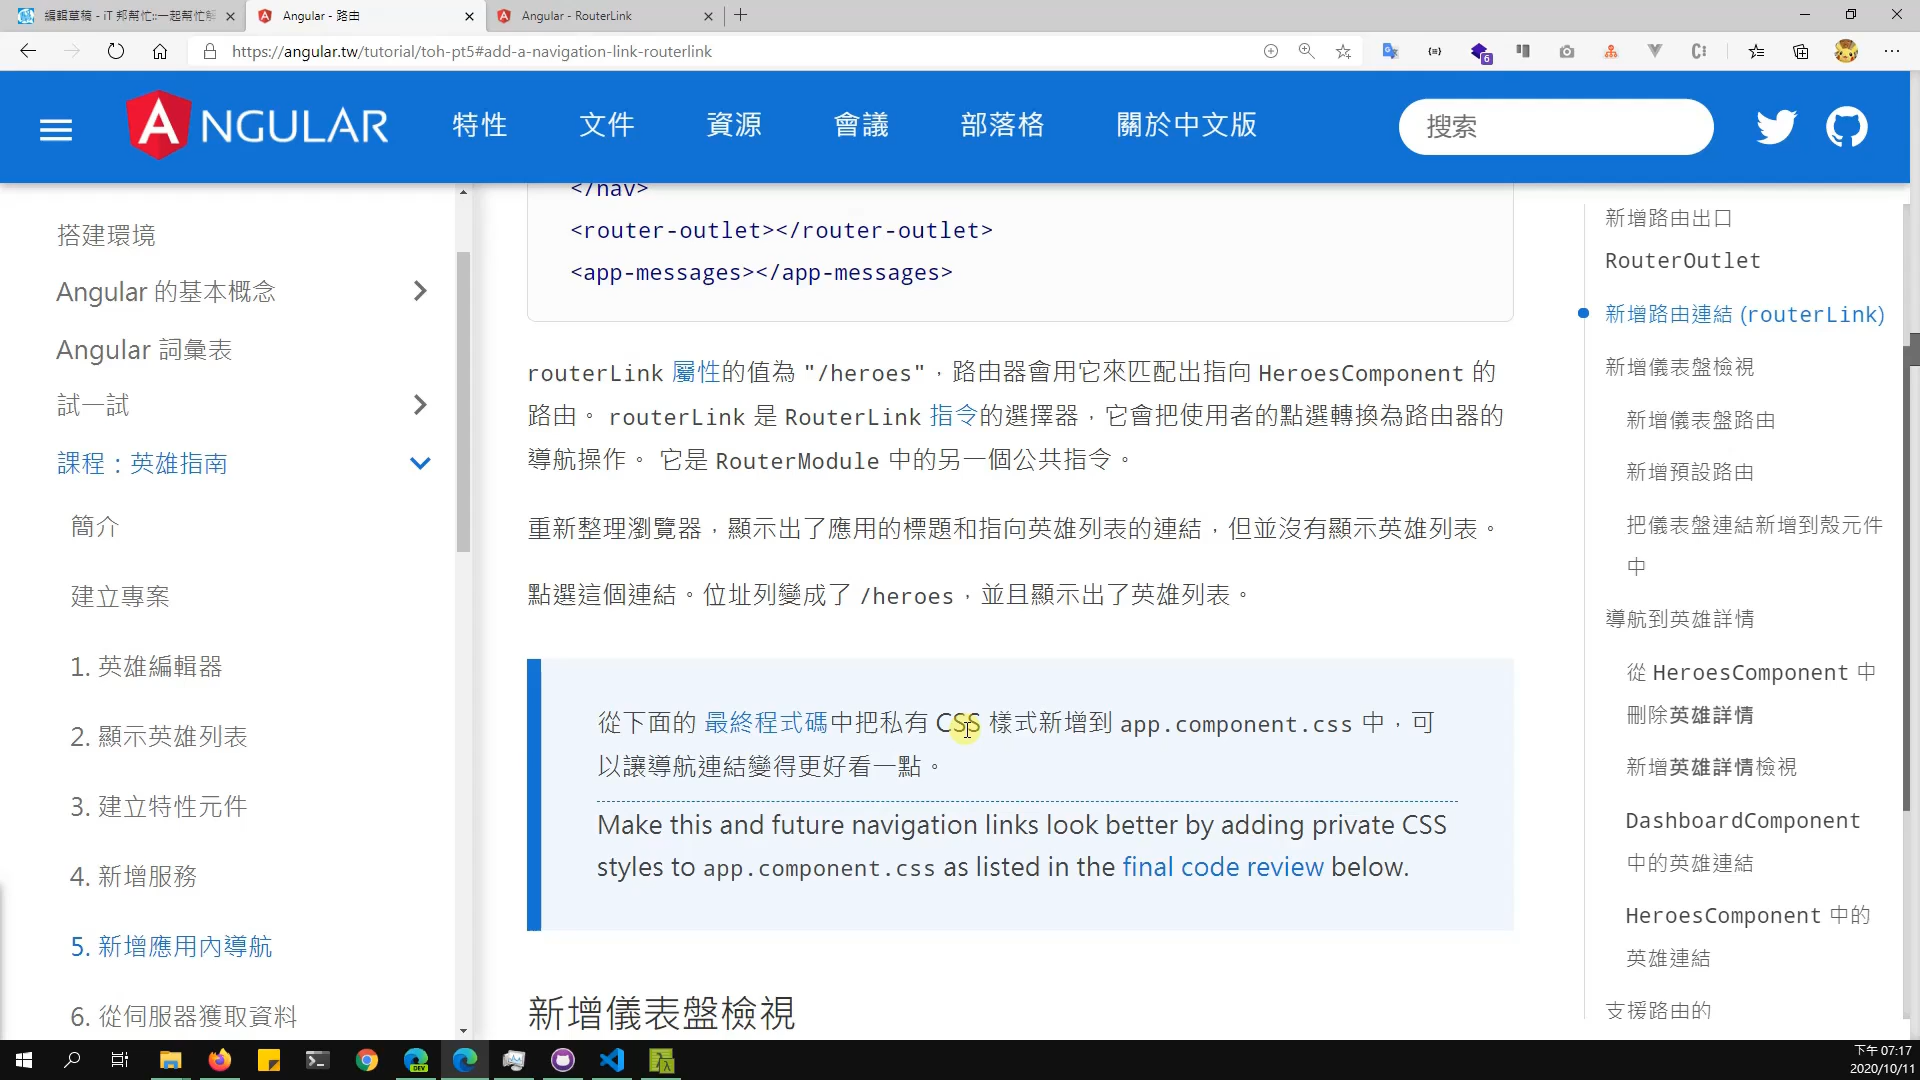 編輯草稿 - iT 邦幫忙::一起幫忙解
Angular - 路由
Angular - RouterLink
https://angular.tw/tutorial/toh-pt5#add-a-navigation-link-routerlink
6
ANGULAR
特性
文件
資源
會議
部落格
關於中文版
搜索
搭建環境
Angular 的基本概念
Angular 詞彙表
試一試
課程：英雄指南
簡介
建立專案
1. 英雄編輯器
2. 顯示英雄列表
3. 建立特性元件
4. 新增服務
5. 新增應用內導航
6. 從伺服器獲取資料
</nav>
<router-outlet></router-outlet>
<app-messages></app-messages>
routerLink 屬性的值為 "/heroes"，路由器會用它來匹配出指向 HeroesComponent 的
路由。 routerLink 是 RouterLink 指令的選擇器，它會把使用者的點選轉換為路由器的
導航操作。 它是 RouterModule 中的另一個公共指令。
重新整理瀏覽器，顯示出了應用的標題和指向英雄列表的連結，但並沒有顯示英雄列表。
點選這個連結。位址列變成了 /heroes，並且顯示出了英雄列表。
從下面的 最終程式碼中把私有 CSS 樣式新增到 app.component.css 中，可
以讓導航連結變得更好看一點。
Make this and future navigation links look better by adding private CSS
styles to app.component.css as listed in the final code review below.
新增儀表盤檢視
新增路由出口
RouterOutlet
新增路由連結 (routerLink)
新增儀表盤檢視
新增儀表盤路由
新增預設路由
把儀表盤連結新增到殼元件
中
導航到英雄詳情
從 HeroesComponent 中
刪除英雄詳情
新增英雄詳情檢視
DashboardComponent
中的英雄連結
HeroesComponent 中的
英雄連結
支援路由的
DEV
下午 07:17
2020/10/11